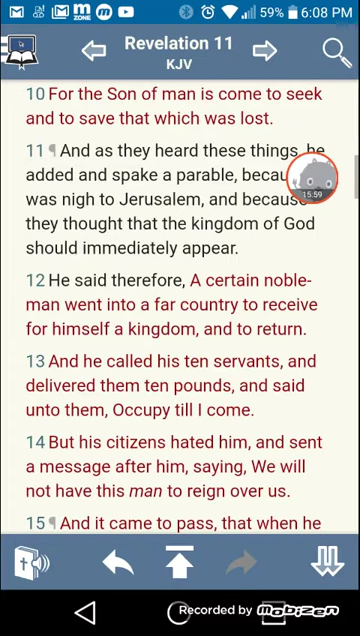 m ZONE m 59% 6:08 PM
Revelation 11
KJV
10 For the Son of man is come to seek
and to save that which was lost.
11 ¶ And as they heard these things, he
added and spake a parable, becau
was nigh to Jerusalem, and because
they thought that the kingdom of God
should immediately appear.
12 He said therefore, A certain noble-
man went into a far country to receive
for himself a kingdom, and to return.
13 And he called his ten servants, and
delivered them ten pounds, and said
unto them, Occupy till I come.
14 But his citizens hated him, and sent
a message after him, saying, We will
not have this man to reign over us.
15 ¶ And it came to pass, that when he
15:59
Recorded by mobizen